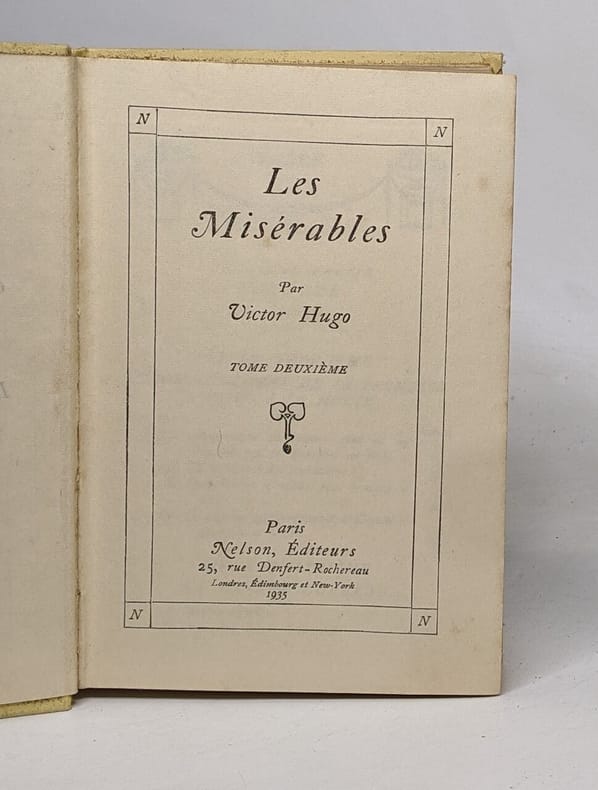 N N
Les
Misérables
Par
Victor Hugo
TOME DEUXIÈME
Paris
Nelson, Éditeurs
25, rue Denfert-Rochereau
Londres, Édimbourg et New-York
1935
N N